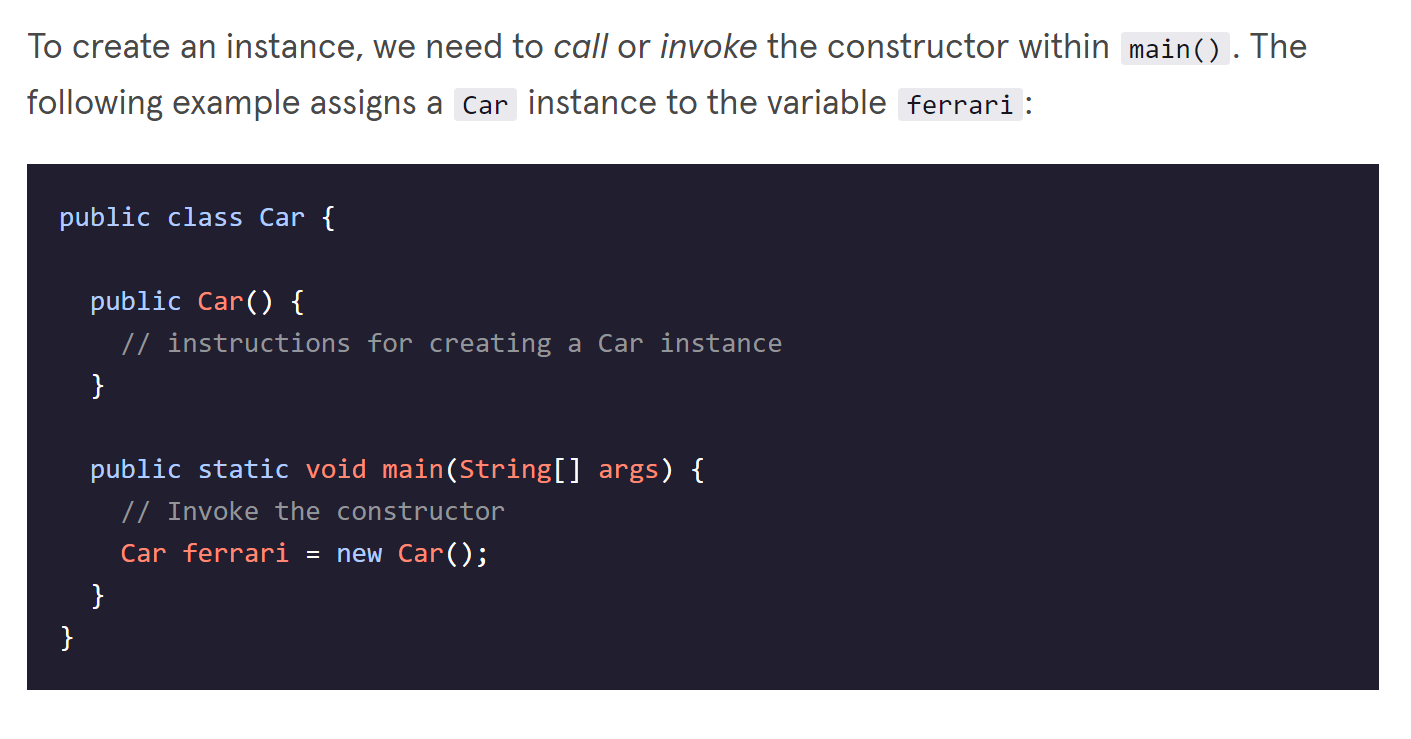 To create an instance, we need to call or invoke the constructor within main(). The
following example assigns a Car instance to the variable ferrari:
public class Car {
  public Car() {
    // instructions for creating a Car instance
  }
  public static void main(String[] args) {
    // Invoke the constructor
    Car ferrari = new Car();
  }
}